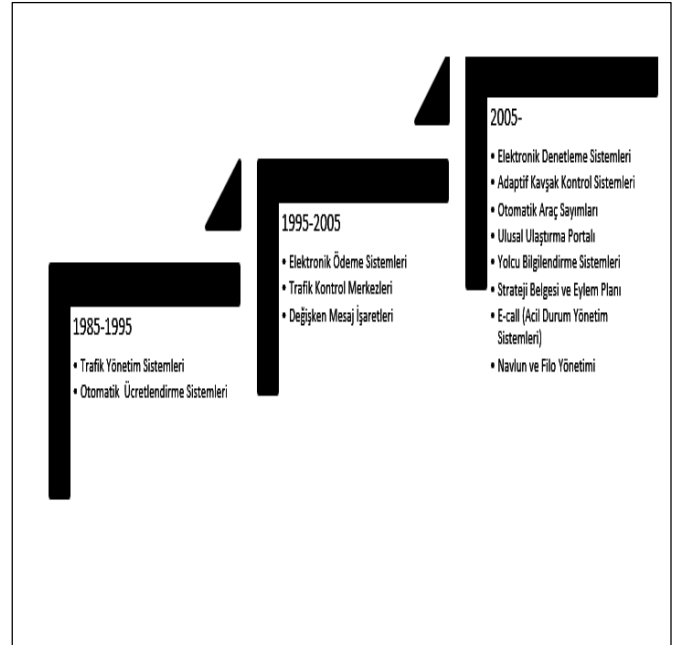 1985-1995
• Trafik Yönetim Sistemleri
• Otomatik Ücretlendirme Sistemleri
1995-2005
• Elektronik Ödeme Sistemleri
• Trafik Kontrol Merkezleri
• Değişken Mesaj İşaretleri
2005-
• Elektronik Denetleme Sistemleri
• Adaptif Kavşak Kontrol Sistemleri
• Otomatik Araç Sayımları
• Ulusal Ulaştırma Portalı
• Yolcu Bilgilendirme Sistemleri
• Strateji Belgesi ve Eylem Planı
• E-call (Acil Durum Yönetim
Sistemleri)
• Navlun ve Filo Yönetimi